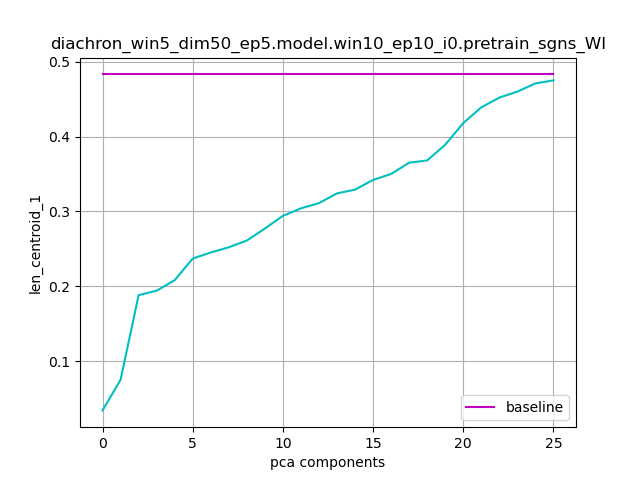 diachron_win5_dim50_ep5.model.win10_ep10_i0.pretrain_sgns_WI
0.5
0.4
0.3
0.2
0.1
len_centroid_1
baseline
0 5 10 15 20 25
pca components